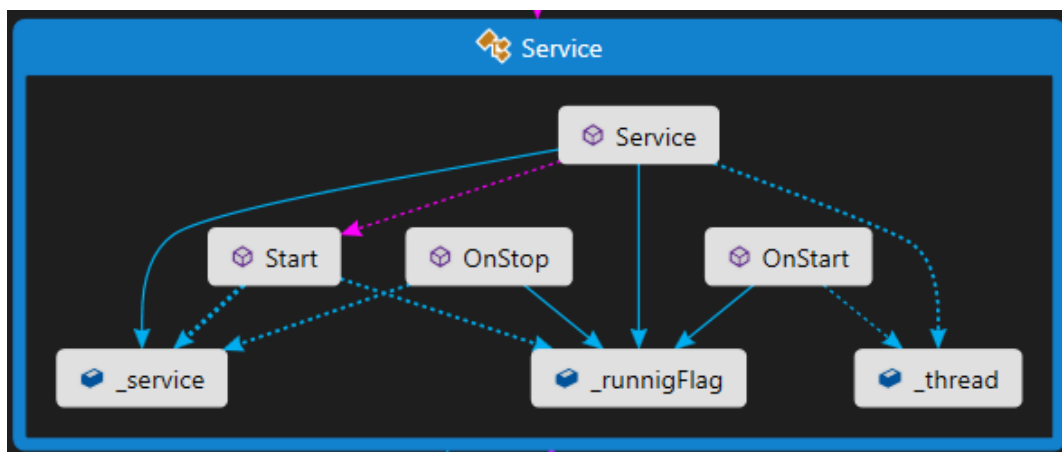 Service
Service
Start
OnStop
OnStart
_service
_runnigFlag
_thread